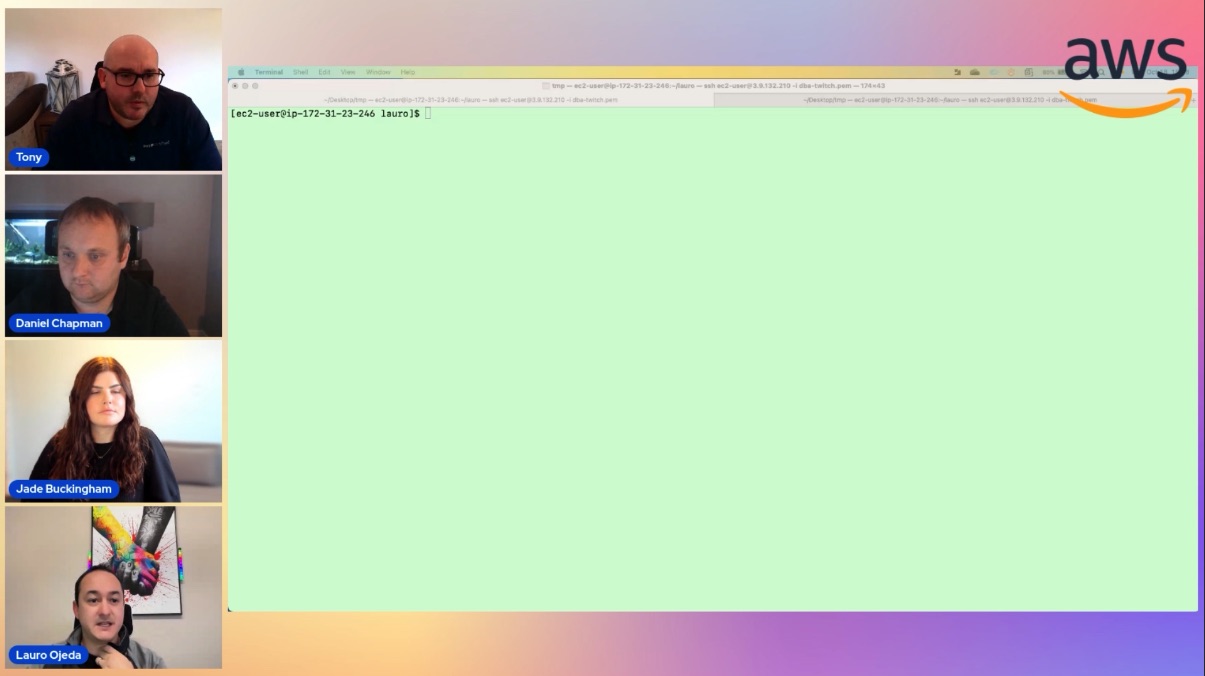 Tony
Daniel Chapman
Jade Buckingham
Lauro Ojeda
Terminal Shell Edit View Window Help
aws
tmp — ec2-user@ip-172-31-23-246:~/lauro — ssh ec2-user@3.9.132.210 -i dba-twitch.pem — 174×43
~/Desktop/tmp — ec2-user@ip-172-31-23-246:~/lauro — ssh ec2-user@3.9.132.210 -i dba-twitch.pem
~/Desktop/tmp — ec2-user@ip-172-31-23-246:~/lauro — ssh ec2-user@3.9.132.210 -i dba-twitch.pem
[ec2-user@ip-172-31-23-246 lauro]$